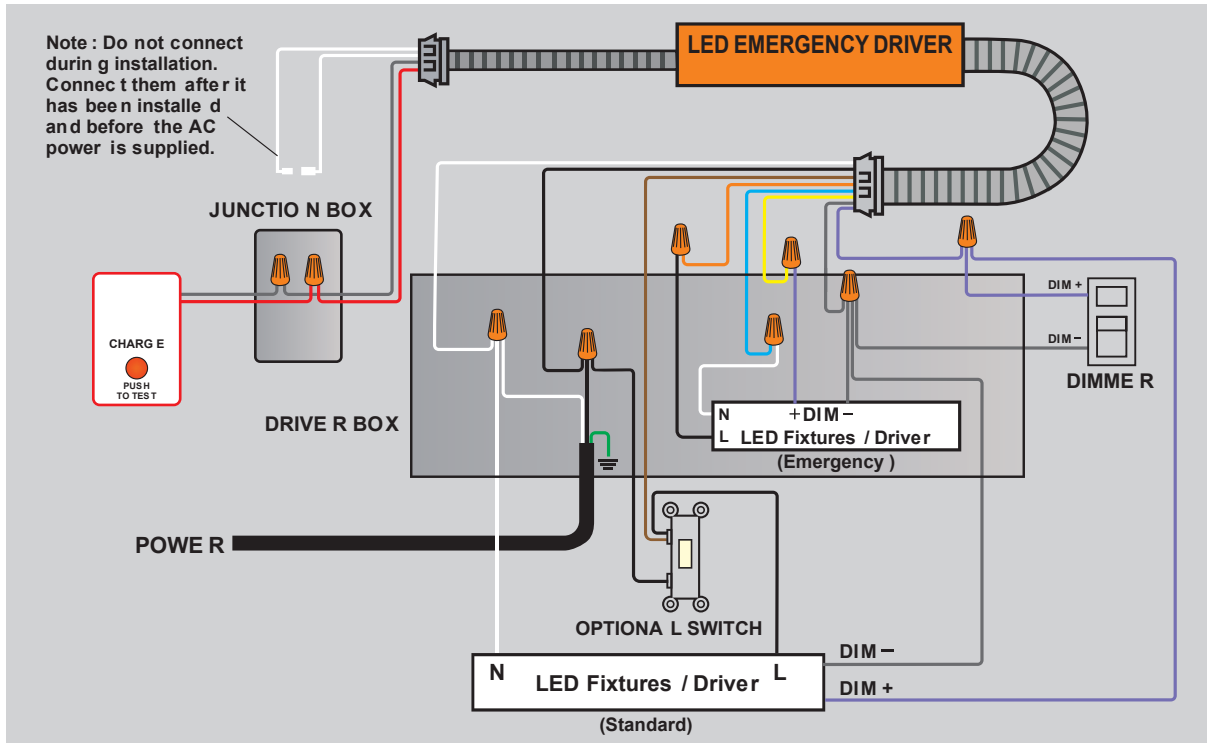 Note : Do not connect
durin g installation.
Connec t them after it
has bee n installe d
an d before the AC
power is supplied.
LED EMERGENCY DRIVER
JUNCTIO N BOX
CHARG E
PUS H
TO TEST
DIM +
DIM –
DIMME R
DRIVE R BOX
N
+ DIM –
L
LED Fixtures / Driver
(Emergency )
POWE R
OPTIONA L SWITCH
N
LED Fixtures / Driver
L
(Standard)
DIM –
DIM +